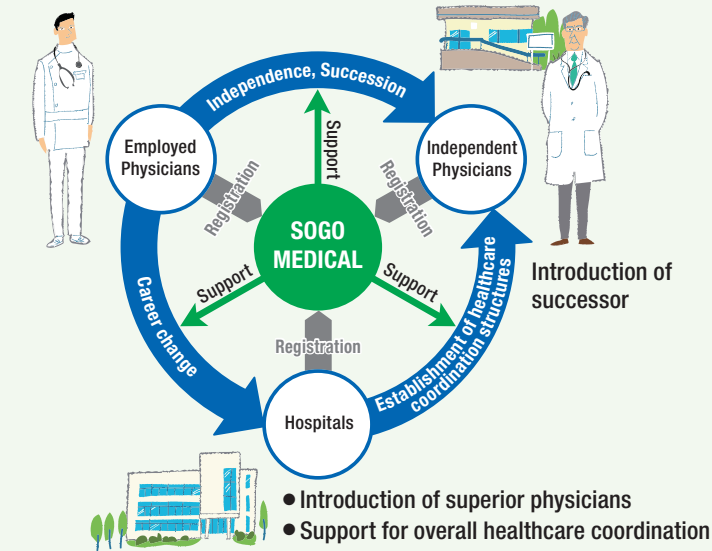 Independence, Succession
Employed
Physicians
Independent
Physicians
Support
Registration
Registration
SOGO
MEDICAL
Support
Support
Introduction of
successor
Career change
Registration
Establishment of healthcare
coordination structures
Hospitals
● Introduction of superior physicians
● Support for overall healthcare coordination